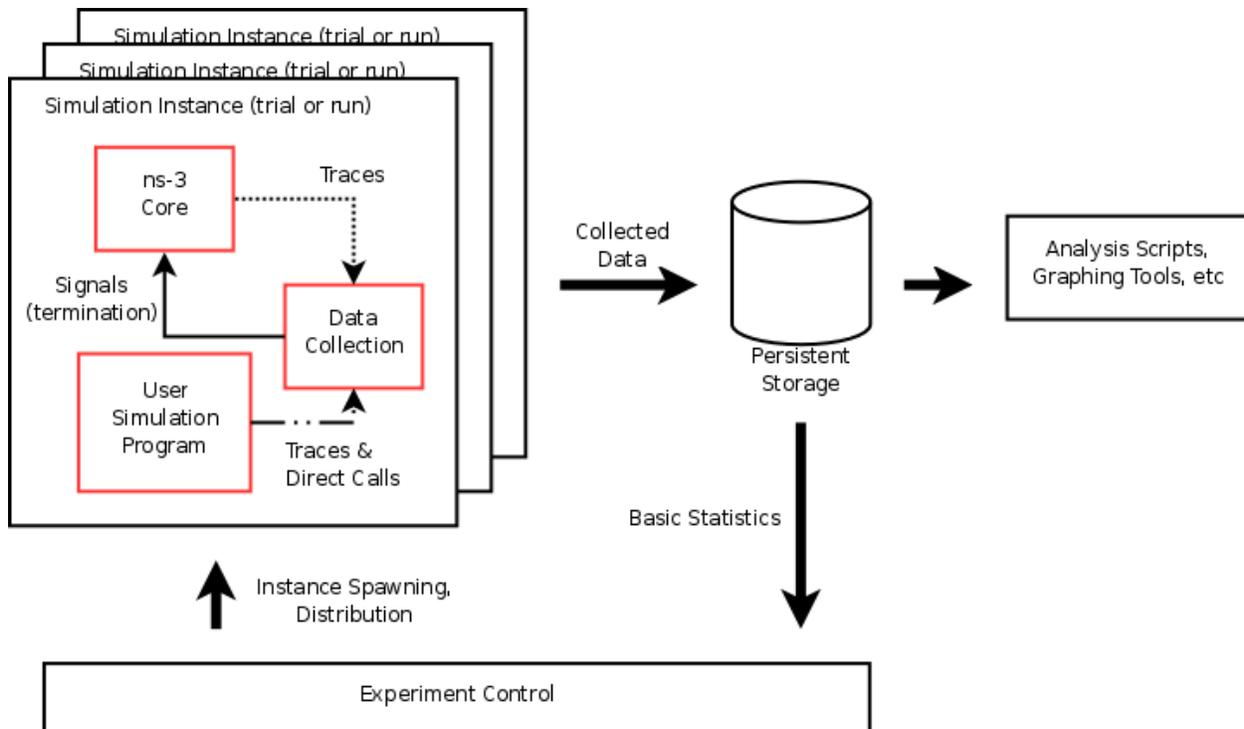 Simulation Instance (trial or run)
Simulation Instance (trial or run)
Simulation Instance (trial or run)
ns-3
Core
Traces
Signals
(termination)
Data
Collection
User
Simulation
Program
Traces &
Direct Calls
Collected
Data
Persistent
Storage
Analysis Scripts,
Graphing Tools, etc
Basic Statistics
Instance Spawning,
Distribution
Experiment Control